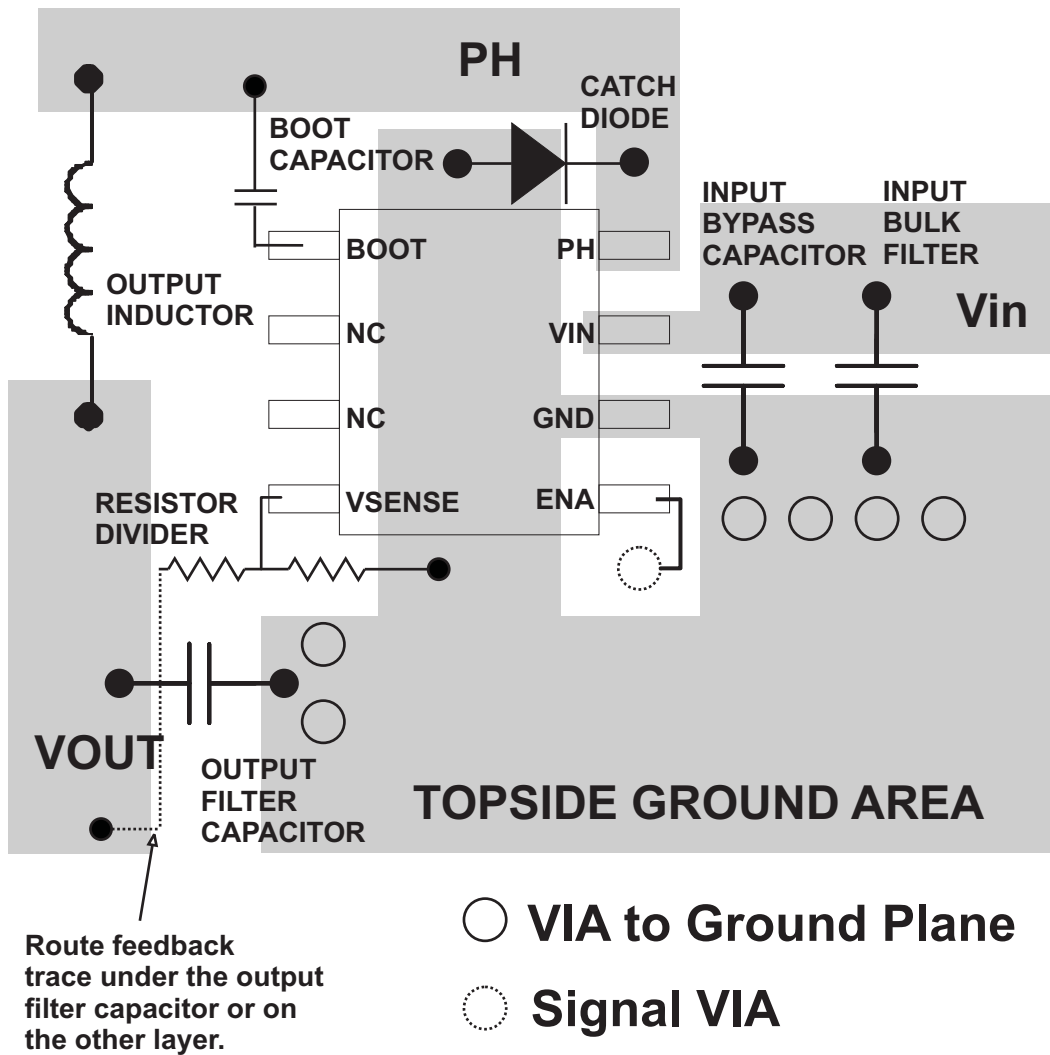 PH
CATCH
DIODE
BOOT
CAPACITOR
INPUT
BYPASS
CAPACITOR
INPUT
BULK
FILTER
BOOT
PH
OUTPUT
INDUCTOR
Vin
NC
VIN
NC
GND
RESISTOR
DIVIDER
VSENSE
ENA
VOUT
OUTPUT
FILTER
CAPACITOR
TOPSIDE GROUND AREA
VIA to Ground Plane
Route feedback
trace under the output
filter capacitor or on
the other layer.
Signal VIA